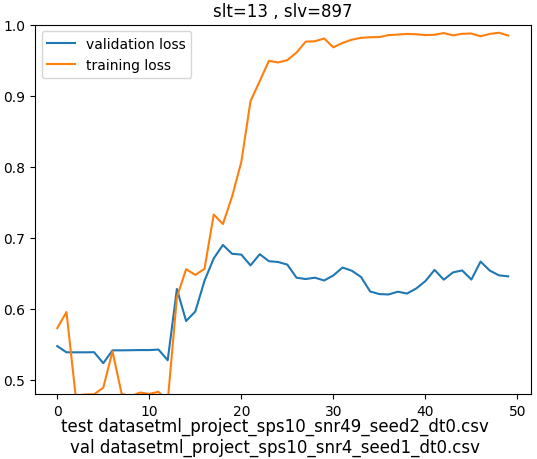 slt=13 , slv=897
validation loss
training loss
1.0
0.9
0.8
0.7
0.6
0.5
0 10 20 30 40 50
test datasetml_project_sps10_snr49_seed2_dt0.csv
val datasetml_project_sps10_snr4_seed1_dt0.csv